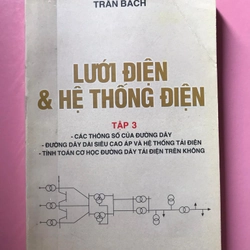 TRẦN BÁCH
LƯỚI ĐIỆN
& HỆ THỐNG ĐIỆN
TẬP 3
- CÁC THÔNG SỐ CỦA ĐƯỜNG DÂY
- ĐƯỜNG DÂY DÀI SIÊU CAO ÁP VÀ HỆ THỐNG TẢI ĐIỆN
- TÍNH TOÁN CƠ HỌC ĐƯỜNG DÂY TẢI ĐIỆN TRÊN KHÔNG